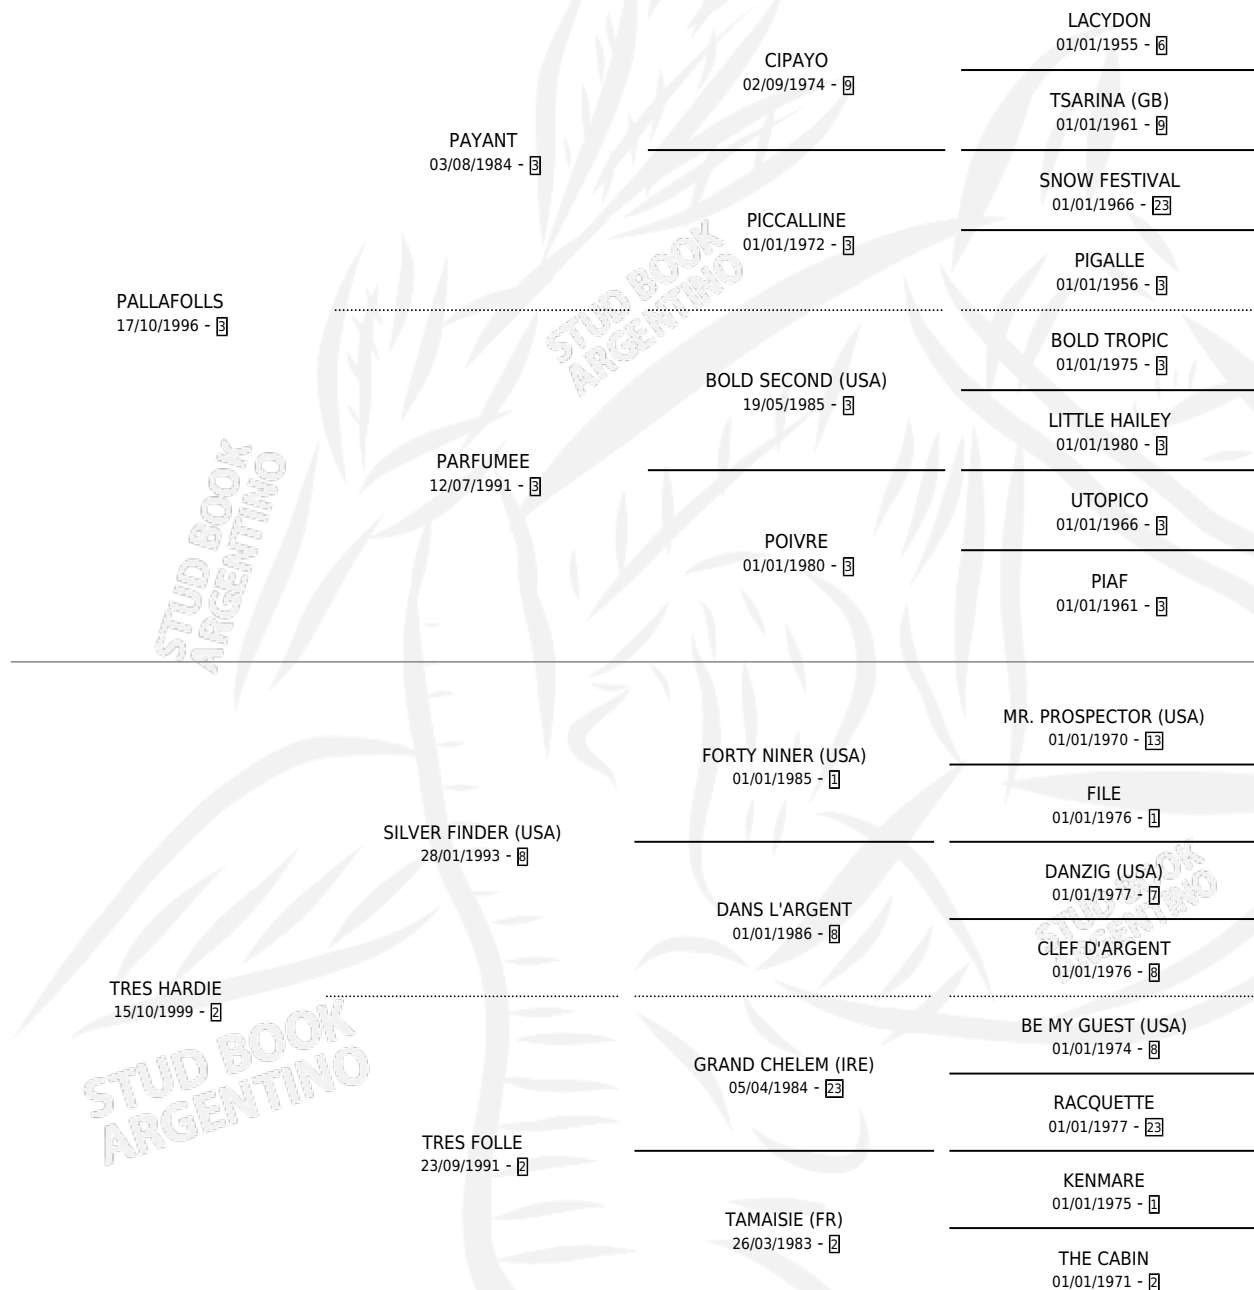 LACYDON
01/01/1955 - 6
CIPAYO
02/09/1974 - 9
TSARINA (GB)
01/01/1961 - 9
PAYANT
03/08/1984 - 3
SNOW FESTIVAL
01/01/1966 - 23
PICCALLINE
01/01/1972 - 3
PIGALLE
01/01/1956 - 3
PALLAFOLLS
17/10/1996 - 3
STUD BOOK
ARGENTINO
BOLD TROPIC
01/01/1975 - 3
BOLD SECOND (USA)
19/05/1985 - 3
LITTLE HAILEY
01/01/1980 - 3
PARFUMEE
12/07/1991 - 3
UTOPICO
01/01/1966 - 3
POIVRE
01/01/1980 - 3
PIAF
01/01/1961 - 3
STUD BOOK
ARGENTINO
MR. PROSPECTOR (USA)
01/01/1970 - 13
FORTY NINER (USA)
01/01/1985 - 1
FILE
01/01/1976 - 1
SILVER FINDER (USA)
28/01/1993 - 8
DANZIG (USA)
01/01/1977 - 7
DANS L'ARGENT
01/01/1986 - 8
CLEF D'ARGENT
01/01/1976 - 8
STUD BOOK
ARGENTINO
TRES HARDIE
15/10/1999 - 2
BE MY GUEST (USA)
01/01/1974 - 8
GRAND CHELEM (IRE)
05/04/1984 - 23
RACQUETTE
01/01/1977 - 23
STUD BOOK
ARGENTINO
TRES FOLLE
23/09/1991 - 2
KENMARE
01/01/1975 - 1
TAMAISIE (FR)
26/03/1983 - 2
THE CABIN
01/01/1971 - 2